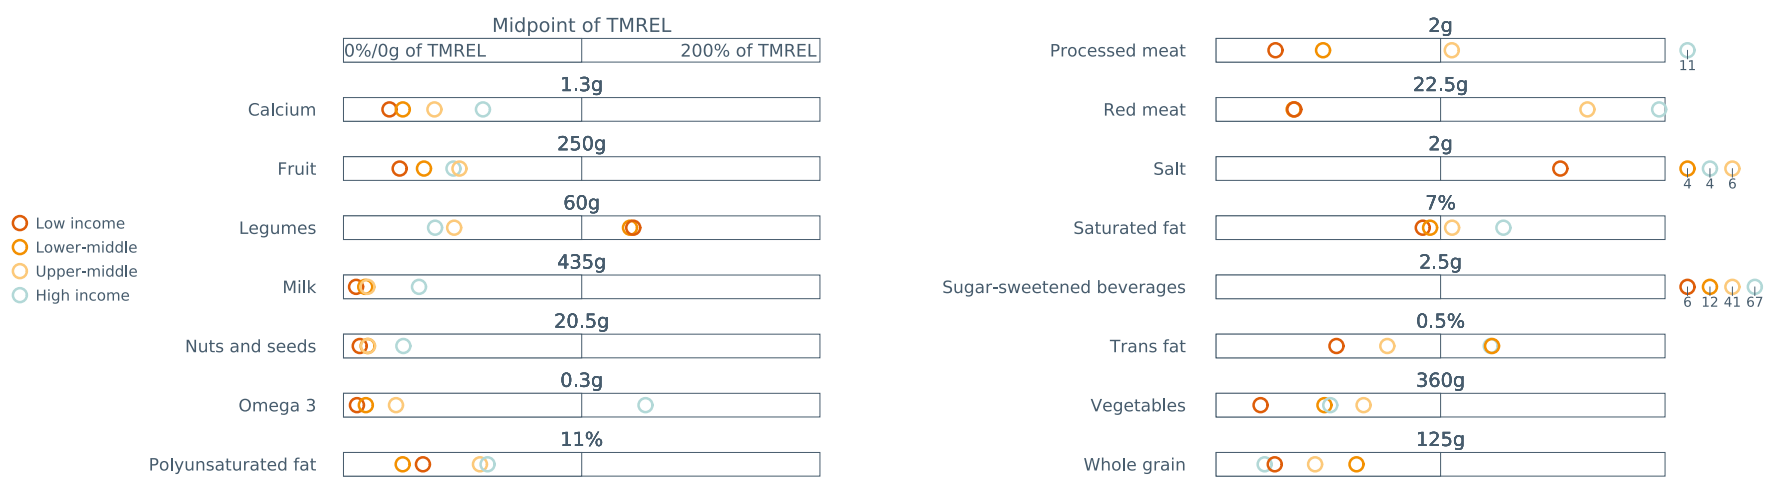 Midpoint of TMREL
0%/0g of TMREL 200% of TMREL
1.3g
Calcium
250g
Fruit
60g
Legumes
435g
Milk
20.5g
Nuts and seeds
0.3g
Omega 3
11%
Polyunsaturated fat
Low income
Lower-middle
Upper-middle
High income
2g
Processed meat
11
22.5g
Red meat
2g
Salt
4 4 6
7%
Saturated fat
2.5g
Sugar-sweetened beverages
6 12 41 67
0.5%
Trans fat
360g
Vegetables
125g
Whole grain